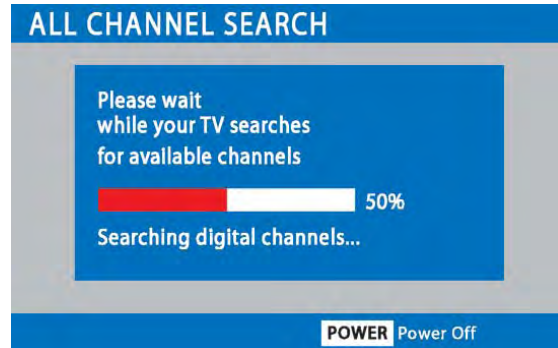 ALL CHANNEL SEARCH
Please wait
while your TV searches
for available channels
50%
Searching digital channels...
POWER Power Off